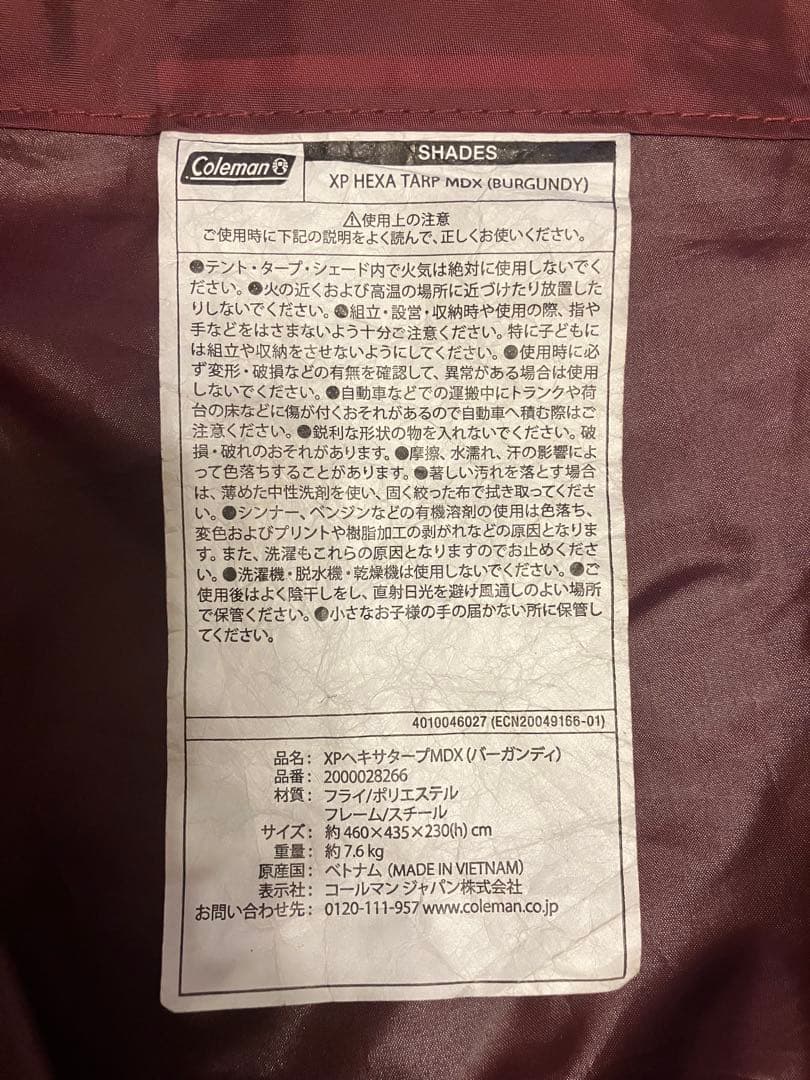 Coleman
SHADES
XP HEXA TARP MDX (BURGUNDY)
⚠使用上の注意
ご使用時に下記の説明をよく読んで、正しくお使いください。
●テント・タープ・シェード内で火気は絶対に使用しないでく
ださい。●火の近くおよび高温の場所に近づけたり放置した
りしないでください。●組立・設営・収納時や使用の際、指や
手などをはさまないよう十分ご注意ください。特に子どもに
は組立や収納をさせないようにしてください。●使用時に必
ず変形・破損などの有無を確認して、異常がある場合は使用
しないでください。●自動車などでの運搬中にトランクや荷
台の床などに傷が付くおそれがあるので自動車へ積む際はご
注意ください。●鋭利な形状の物を入れないでください。破
損・破れのおそれがあります。●摩擦、水濡れ、汗の影響によ
って色落ちすることがあります。●著しい汚れを落とす場合
は、薄めた中性洗剤を使い、固く絞った布で拭き取ってくださ
い。●シンナー、ベンジンなどの有機溶剤の使用は色落ち、
変色およびプリントや樹脂加工の剥がれなどの原因となりま
す。また、洗濯もこれらの原因となりますのでお止めくださ
い。●洗濯機・脱水機・乾燥機は使用しないでください。●ご
使用後はよく陰干しをし、直射日光を避け風通しのよい場所
で保管ください。●小さなお子様の手の届かない所に保管し
てください。
4010046027 (ECN20049166-01)
品名：XPヘキサタープMDX（バーガンディ）
品番：2000028266
材質：フライ/ポリエステル
フレーム/スチール
サイズ：約460×435×230(h) cm
重量：約7.6 kg
原産国：ベトナム（MADE IN VIETNAM）
表示社：コールマン ジャパン株式会社
お問い合わせ先：0120-111-957 www.coleman.co.jp